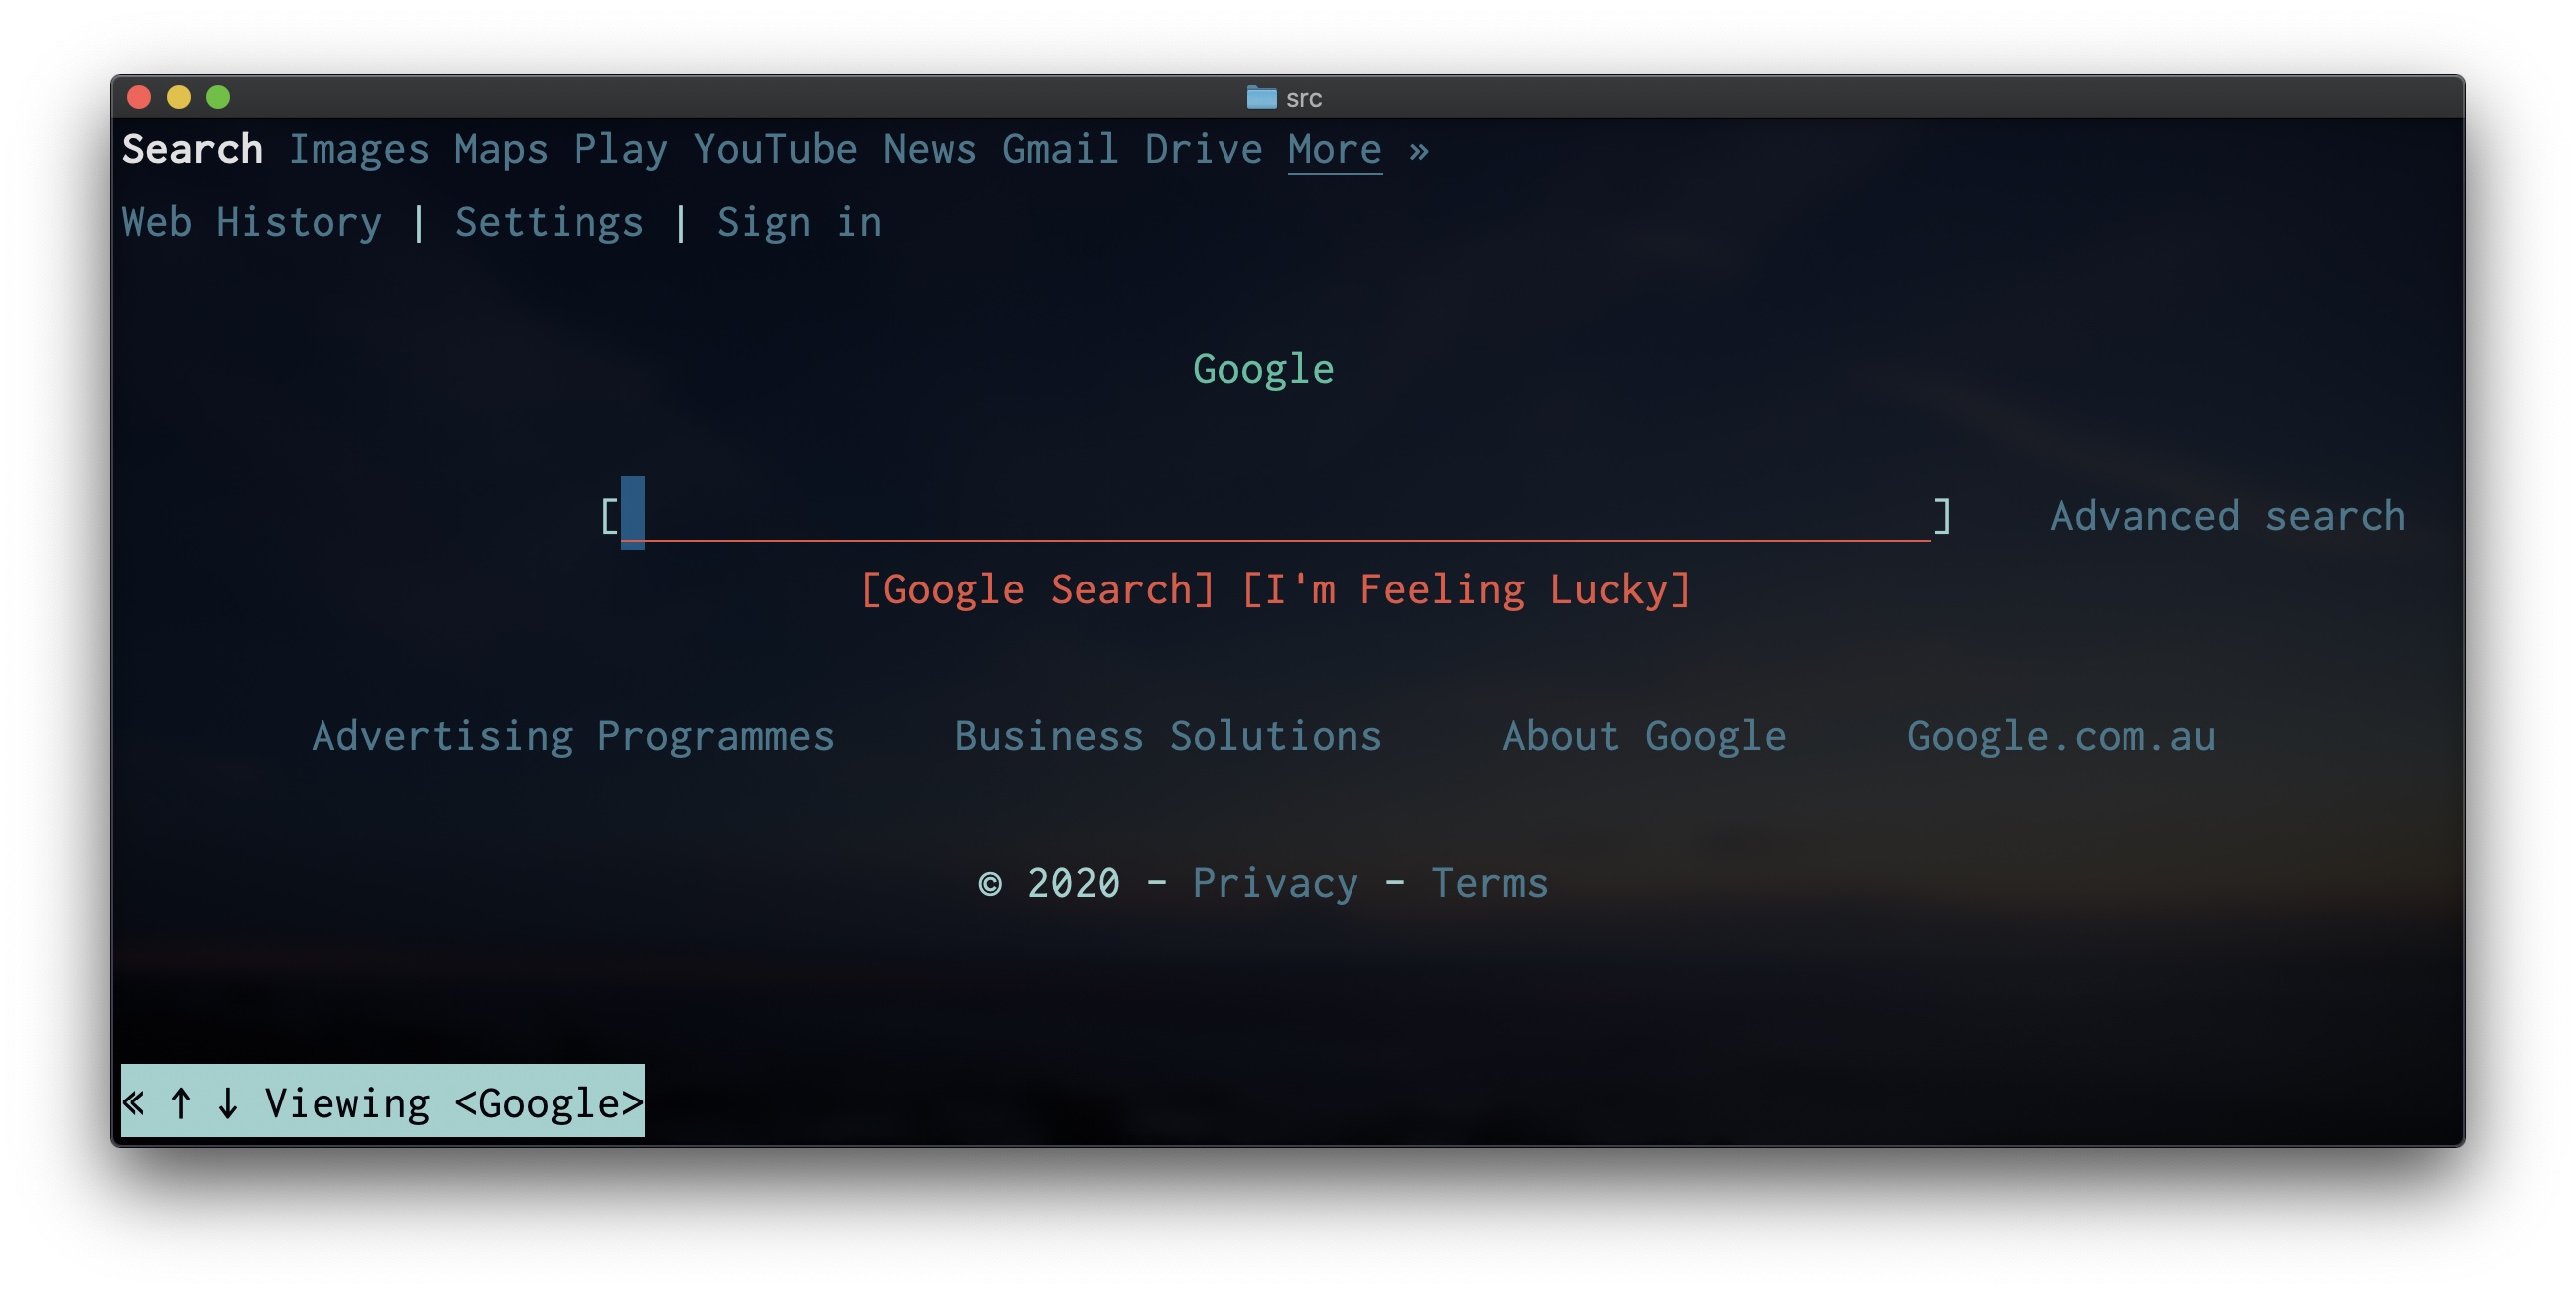 src
Search Images Maps Play YouTube News Gmail Drive More »
Web History | Settings | Sign in
Google
[ ] Advanced search
[Google Search] [I'm Feeling Lucky]
Advertising Programmes Business Solutions About Google Google.com.au
© 2020 - Privacy - Terms
« ↑ ↓ Viewing <Google>